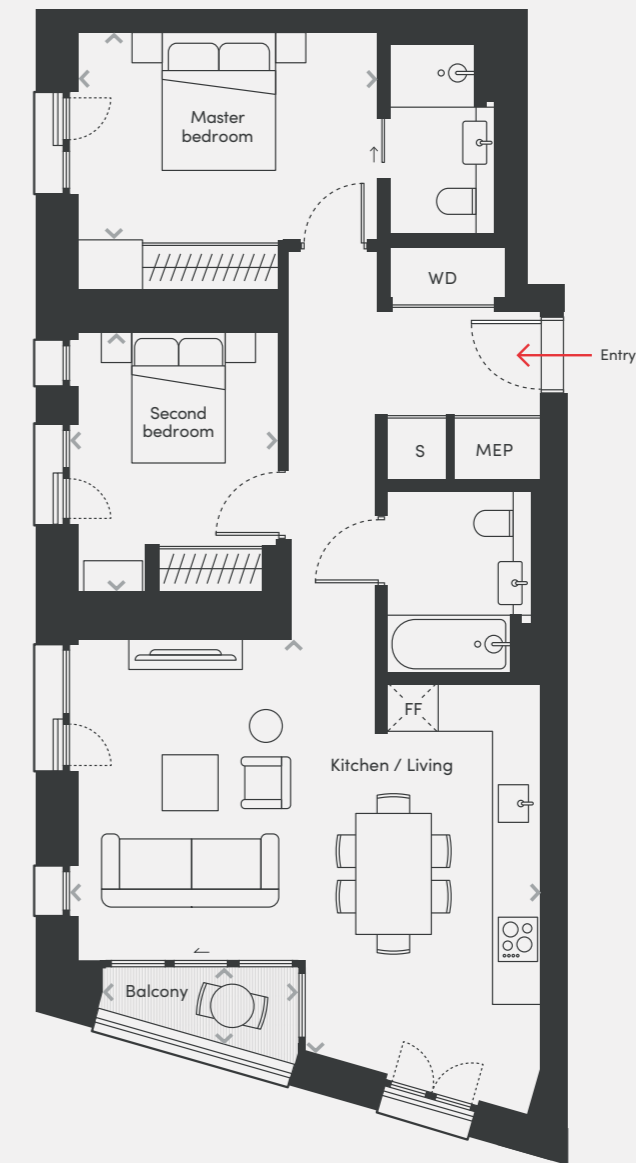 Master
bedroom
WD
Entry
Second
bedroom
S
MEP
FF
Kitchen / Living
Balcony